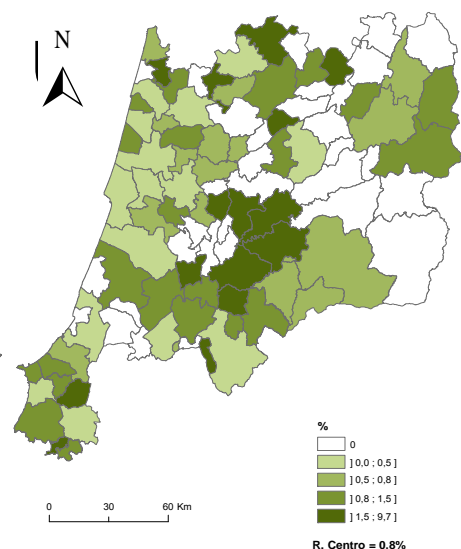 N
%
0
] 0,0 ; 0,5 ]
] 0,5 ; 0,8 ]
] 0,8 ; 1,5 ]
] 1,5 ; 9,7 ]
0 30 60 Km
R. Centro = 0.8%